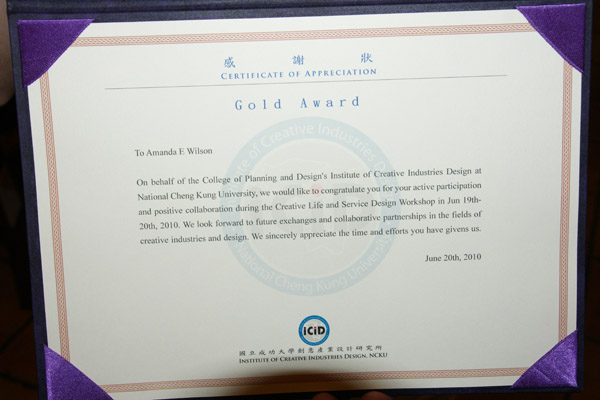 感 謝 狀
CERTIFICATE OF APPRECIATION
Gold Award
To Amanda E Wilson
On behalf of the College of Planning and Design's Institute of Creative Industries Design at
National Cheng Kung University, we would like to congratulate you for your active participation
and positive collaboration during the Creative Life and Service Design Workshop in Jun 19th-
20th, 2010. We look forward to future exchanges and collaborative partnerships in the fields of
creative industries and design. We sincerely appreciate the time and efforts you have givens us.
June 20th, 2010
ICID
國立成功大學創意產業設計研究所
INSTITUTE OF CREATIVE INDUSTRIES DESIGN, NCKU